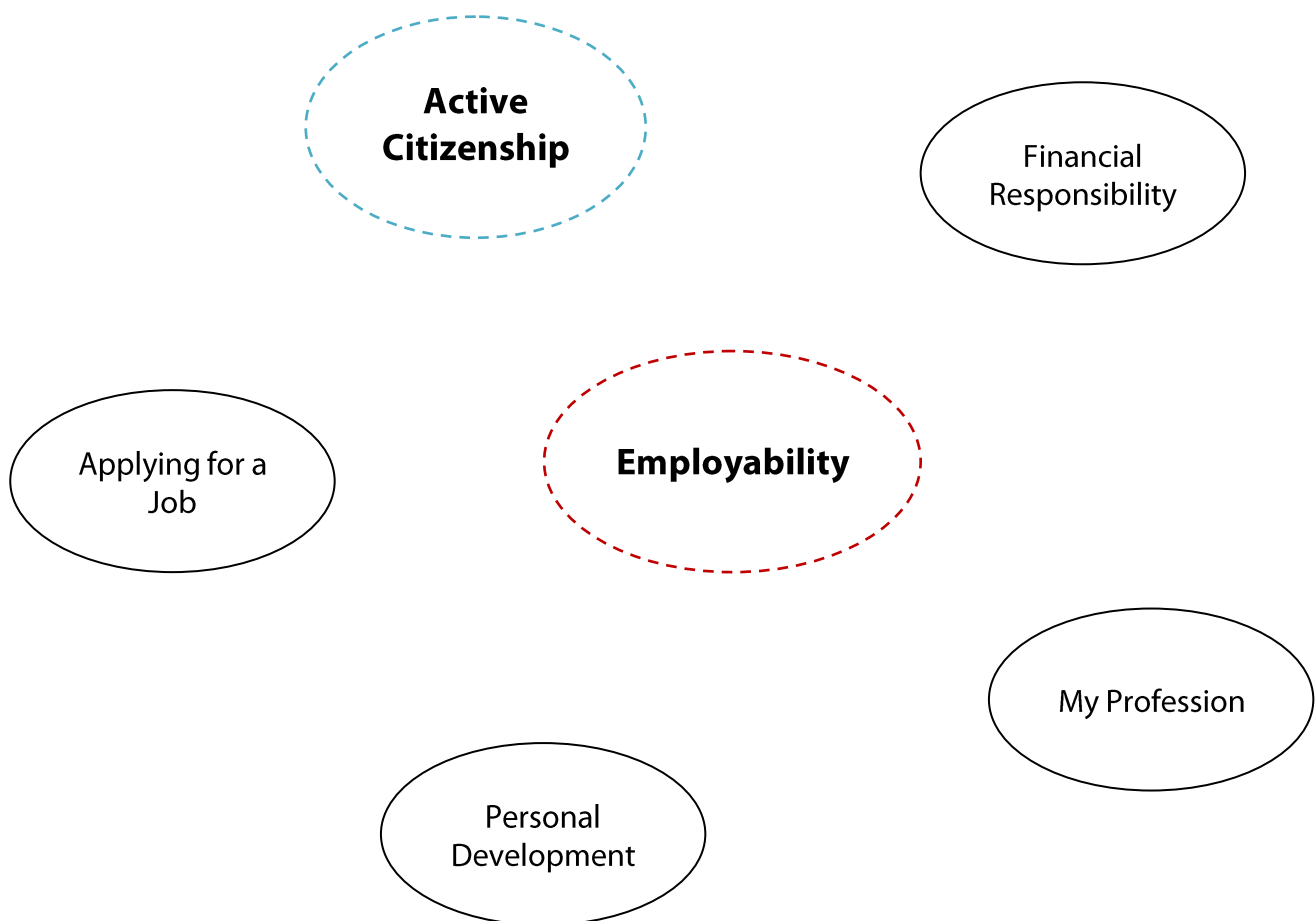 Active
Citizenship
Financial
Responsibility
Applying for a
Job
Employability
My Profession
Personal
Development